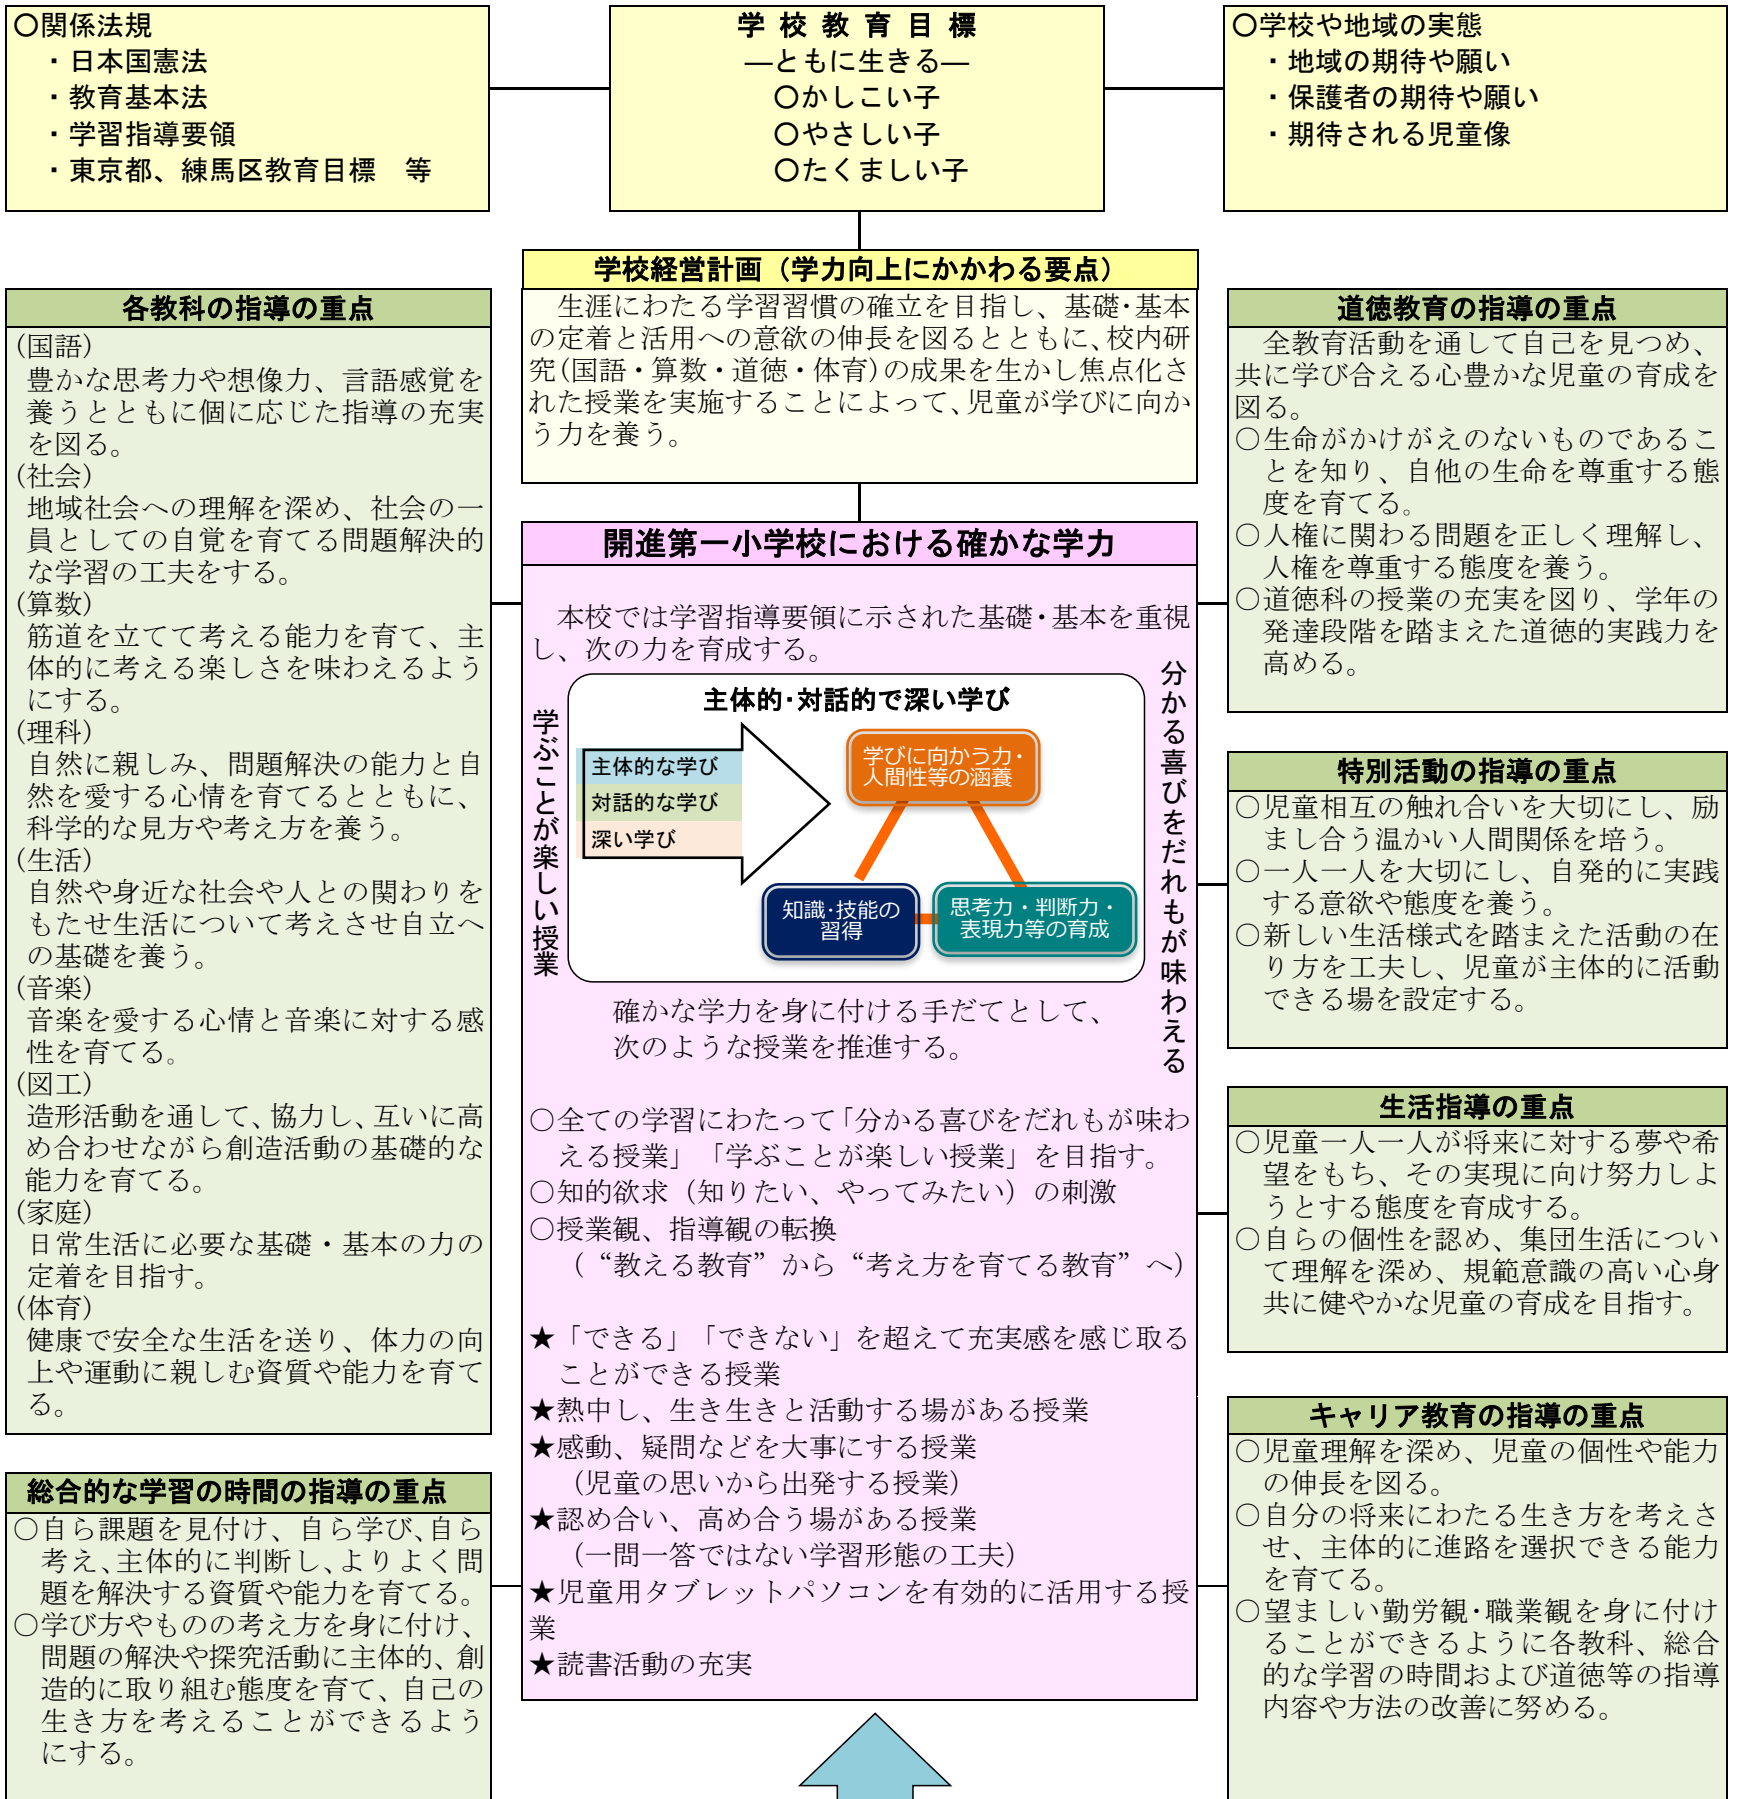 〇関係法規
・日本国憲法
・教育基本法
・学習指導要領
・東京都、練馬区教育目標　等
学校教育目標
―ともに生きる―
〇かしこい子
〇やさしい子
〇たくましい子
〇学校や地域の実態
・地域の期待や願い
・保護者の期待や願い
・期待される児童像
学校経営計画（学力向上にかかわる要点）
生涯にわたる学習習慣の確立を目指し、基礎・基本
の定着と活用への意欲の伸長を図るとともに、校内研
究(国語・算数・道徳・体育)の成果を生かし焦点化さ
れた授業を実施することによって、児童が学びに向か
う力を養う。
各教科の指導の重点
(国語)
豊かな思考力や想像力、言語感覚を
養うとともに個に応じた指導の充実
を図る。
(社会)
地域社会への理解を深め、社会の一
員としての自覚を育てる問題解決的
な学習の工夫をする。
(算数)
筋道を立てて考える能力を育て、主
体的に考える楽しさを味わえるよう
にする。
(理科)
自然に親しみ、問題解決の能力と自
然を愛する心情を育てるとともに、
科学的な見方や考え方を養う。
(生活)
自然や身近な社会や人との関わりを
もたせ生活について考えさせ自立へ
の基礎を養う。
(音楽)
音楽を愛する心情と音楽に対する感
性を育てる。
(図工)
造形活動を通して、協力し、互いに高
め合わせながら創造活動の基礎的な
能力を育てる。
(家庭)
日常生活に必要な基礎・基本の力の
定着を目指す。
(体育)
健康で安全な生活を送り、体力の向
上や運動に親しむ資質や能力を育て
る。
総合的な学習の時間の指導の重点
○自ら課題を見付け、自ら学び、自ら
考え、主体的に判断し、よりよく問
題を解決する資質や能力を育てる。
○学び方やものの考え方を身に付け、
問題の解決や探究活動に主体的、創
造的に取り組む態度を育て、自己の
生き方を考えることができるよう
にする。
開進第一小学校における確かな学力
本校では学習指導要領に示された基礎・基本を重視
し、次の力を育成する。
学ぶことが楽しい授業
主体的・対話的で深い学び
主体的な学び
対話的な学び
深い学び
学びに向かう力・
人間性等の涵養
知識・技能の
習得
思考力・判断力・
表現力等の育成
分かる喜びをだれもが味わえる
確かな学力を身に付ける手だてとして、
次のような授業を推進する。
○全ての学習にわたって「分かる喜びをだれもが味わ
える授業」「学ぶことが楽しい授業」を目指す。
○知的欲求（知りたい、やってみたい）の刺激
○授業観、指導観の転換
（“教える教育”から“考え方を育てる教育”へ）
★「できる」「できない」を超えて充実感を感じ取る
ことができる授業
★熱中し、生き生きと活動する場がある授業
★感動、疑問などを大事にする授業
（児童の思いから出発する授業）
★認め合い、高め合う場がある授業
（一問一答ではない学習形態の工夫）
★児童用タブレットパソコンを有効的に活用する授
業
★読書活動の充実
道徳教育の指導の重点
全教育活動を通して自己を見つめ、
共に学び合える心豊かな児童の育成を
図る。
○生命がかけがえのないものであるこ
とを知り、自他の生命を尊重する態
度を育てる。
○人権に関わる問題を正しく理解し、
人権を尊重する態度を養う。
○道徳科の授業の充実を図り、学年の
発達段階を踏まえた道徳的実践力を
高める。
特別活動の指導の重点
○児童相互の触れ合いを大切にし、励
まし合う温かい人間関係を培う。
○一人一人を大切にし、自発的に実践
する意欲や態度を養う。
○新しい生活様式を踏まえた活動の在
り方を工夫し、児童が主体的に活動
できる場を設定する。
生活指導の重点
○児童一人一人が将来に対する夢や希
望をもち、その実現に向け努力しよ
うとする態度を育成する。
○自らの個性を認め、集団生活につい
て理解を深め、規範意識の高い心身
共に健やかな児童の育成を目指す。
キャリア教育の指導の重点
○児童理解を深め、児童の個性や能力
の伸長を図る。
○自分の将来にわたる生き方を考えさ
せ、主体的に進路を選択できる能力
を育てる。
○望ましい勤労観・職業観を身に付け
ることができるように各教科、総合
的な学習の時間および道徳等の指導
内容や方法の改善に努める。